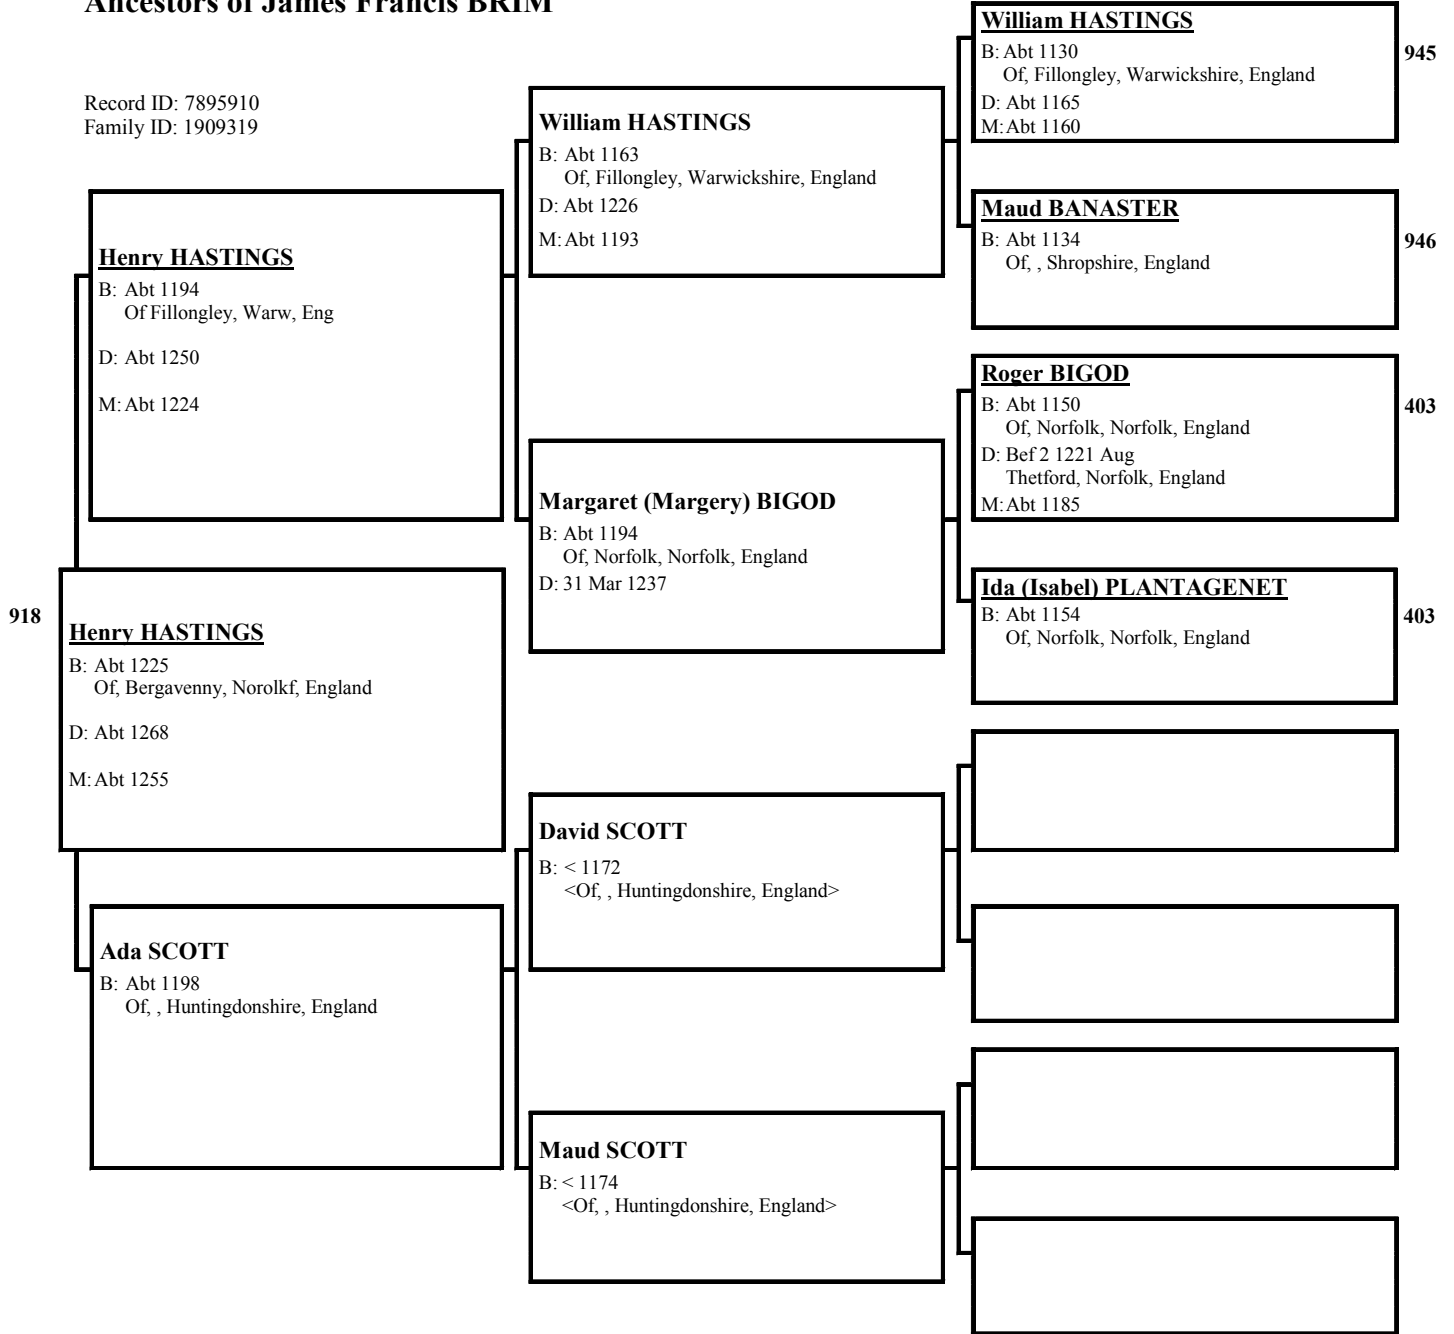 Ancestors of James Francis BRIM
Record ID: 7895910
Family ID: 1909319
918
Henry HASTINGS
B: Abt 1225
Of, Bergavenny, Norolkf, England
D: Abt 1268
M: Abt 1255
Henry HASTINGS
B: Abt 1194
Of Fillongley, Warw, Eng
D: Abt 1250
M: Abt 1224
Ada SCOTT
B: Abt 1198
Of, , Huntingdonshire, England
William HASTINGS
B: Abt 1163
Of, Fillongley, Warwickshire, England
D: Abt 1226
M: Abt 1193
Margaret (Margery) BIGOD
B: Abt 1194
Of, Norfolk, Norfolk, England
D: 31 Mar 1237
David SCOTT
B: < 1172
<Of, , Huntingdonshire, England>
Maud SCOTT
B: < 1174
<Of, , Huntingdonshire, England>
William HASTINGS
B: Abt 1130
Of, Fillongley, Warwickshire, England
D: Abt 1165
M: Abt 1160
945
Maud BANASTER
B: Abt 1134
Of, , Shropshire, England
946
Roger BIGOD
B: Abt 1150
Of, Norfolk, Norfolk, England
D: Bef 2 1221 Aug
Thetford, Norfolk, England
M: Abt 1185
403
Ida (Isabel) PLANTAGENET
B: Abt 1154
Of, Norfolk, Norfolk, England
403